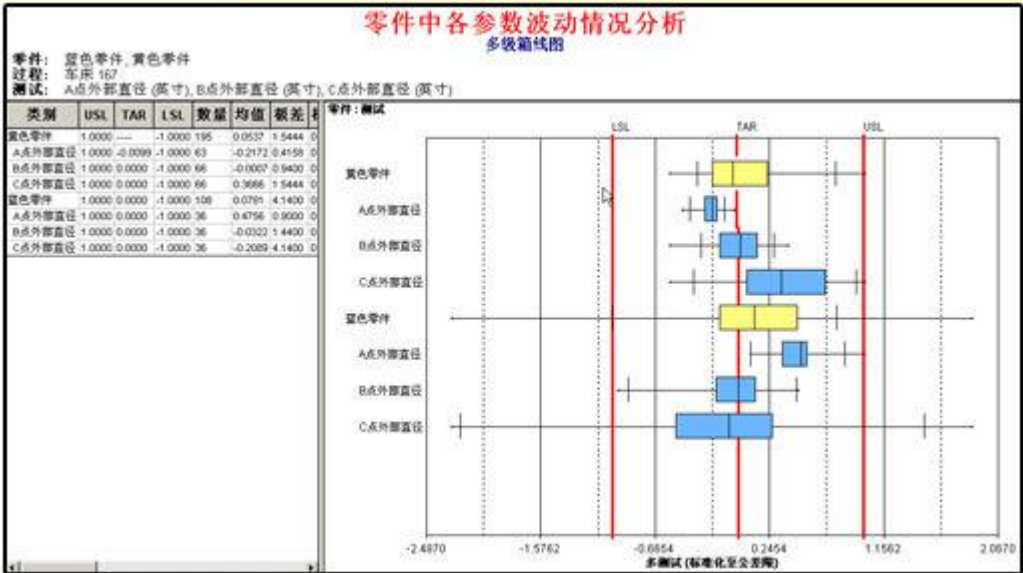 零件中各参数波动情况分析
多级箱线图
零件: 蓝色零件, 黄色零件
过程: 车床 167
测试: A点外部直径 (英寸), B点外部直径 (英寸), C点外部直径 (英寸)
类别 USL TAR LSL 数量 均值 极差
黄色零件 1.0000 ---- -1.0000 195 0.0537 1.5444 0
A点外部直径 1.0000 -0.0099 -1.0000 63 -0.2172 0.4158 0
B点外部直径 1.0000 0.0000 -1.0000 66 -0.0007 0.9400 0
C点外部直径 1.0000 0.0000 -1.0000 66 0.3666 1.5444 0
蓝色零件 1.0000 0.0000 -1.0000 108 0.0781 4.1400 0
A点外部直径 1.0000 0.0000 -1.0000 36 0.4756 0.9000 0
B点外部直径 1.0000 0.0000 -1.0000 36 -0.0322 1.4400 0
C点外部直径 1.0000 0.0000 -1.0000 36 -0.2089 4.1400 0
零件 : 测试
LSL TAR USL
黄色零件
A点外部直径
B点外部直径
C点外部直径
蓝色零件
A点外部直径
B点外部直径
C点外部直径
-2.4870 -1.5762 -0.6654 0.2454 1.1562 2.0670
多测试 (标准化至公差限)